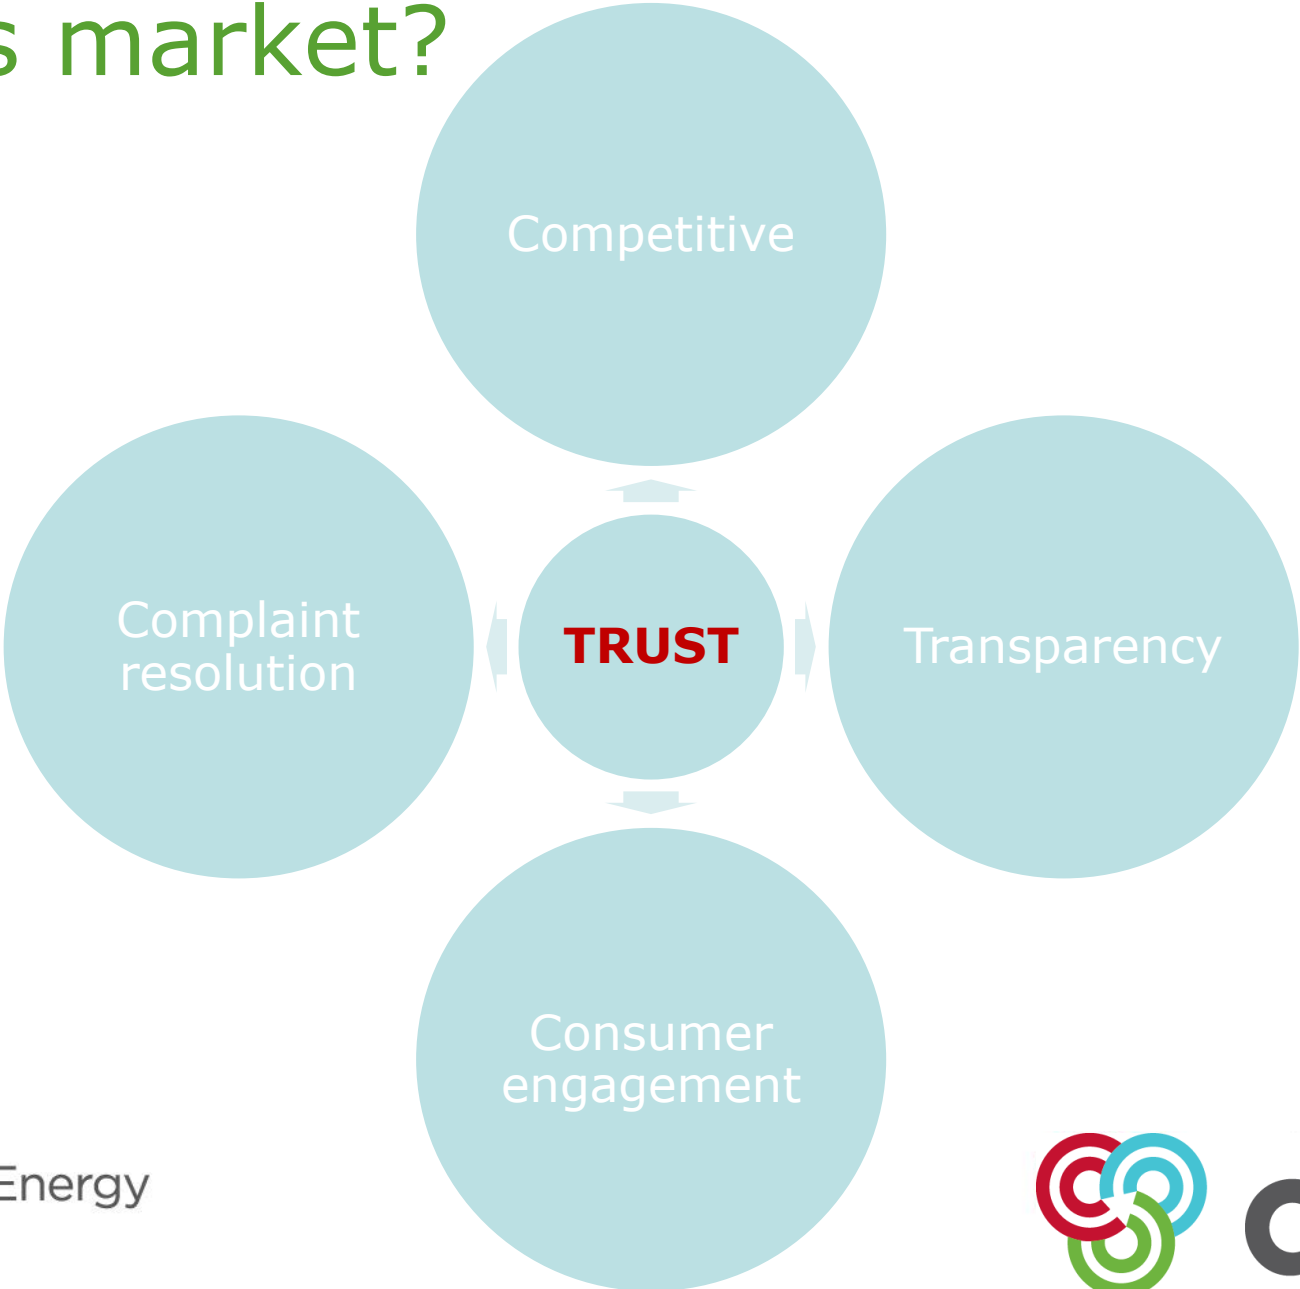 s market?
Competitive
Complaint
resolution
TRUST
Transparency
Consumer
engagement
Energy